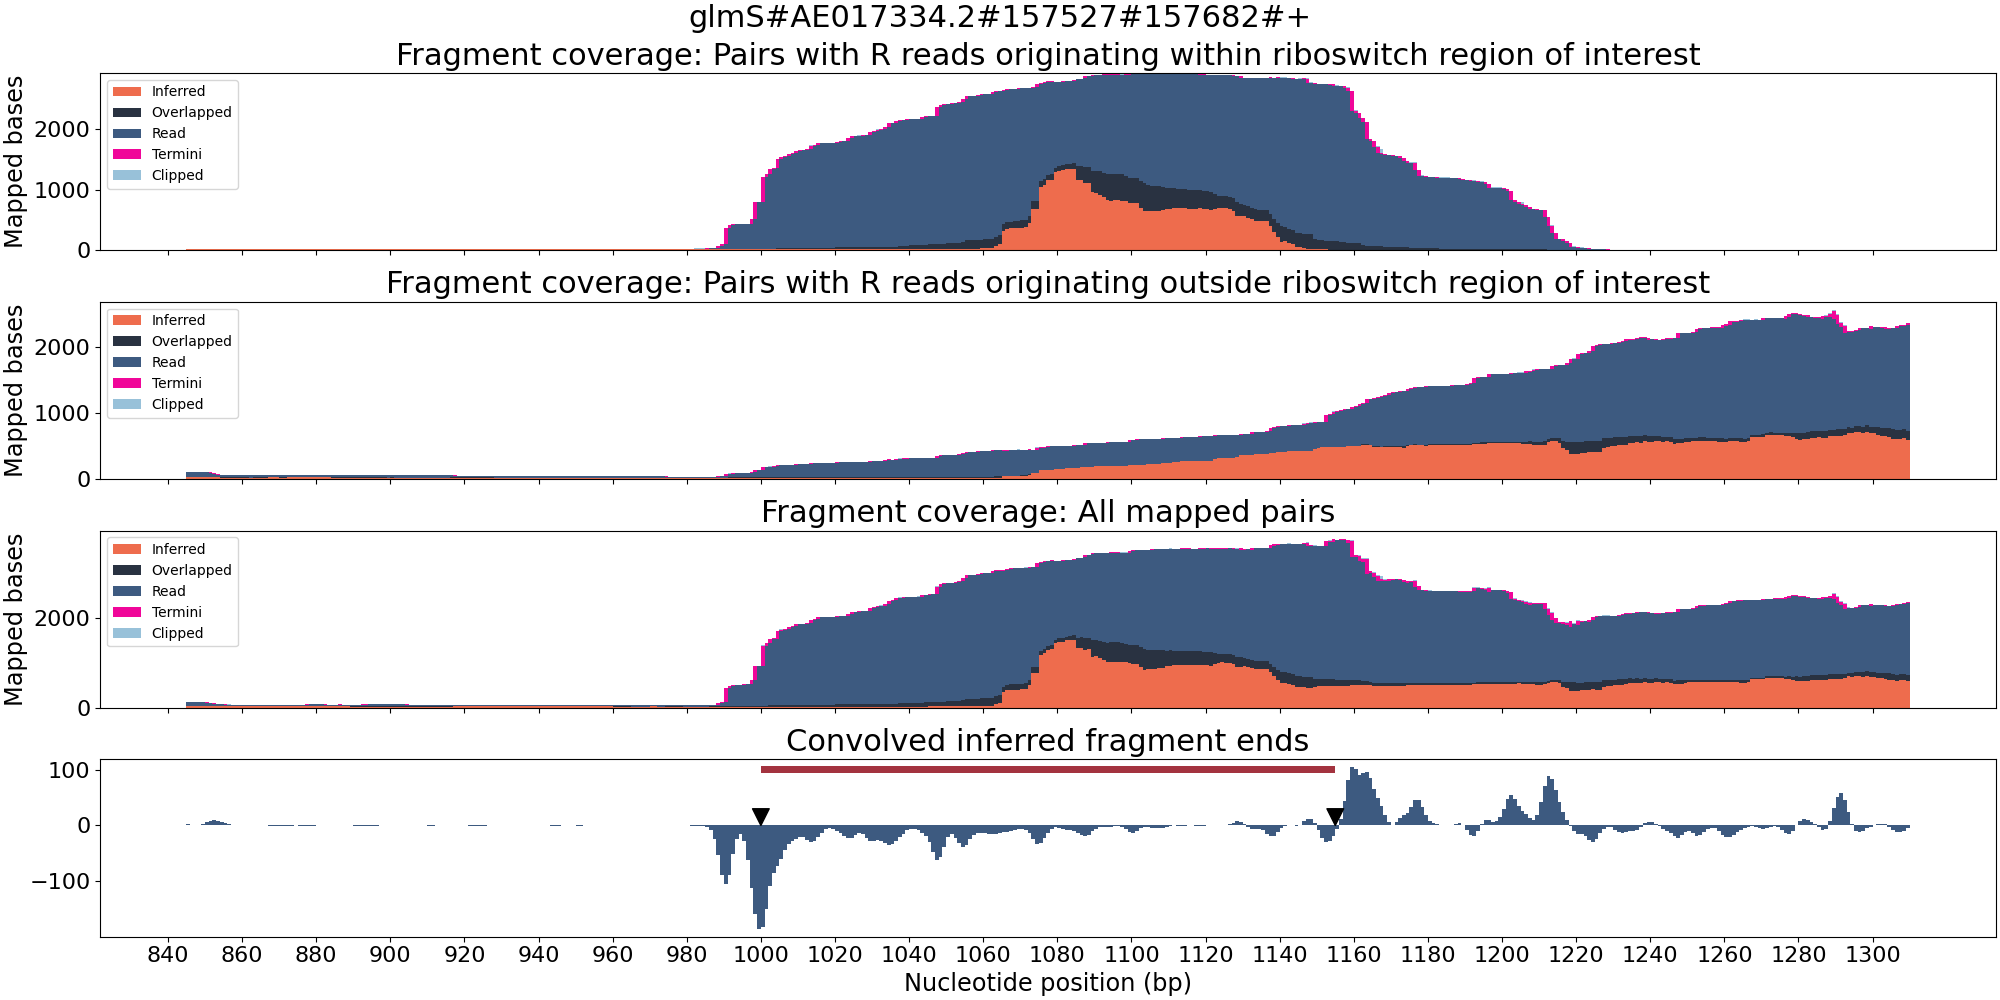 glmS#AE017334.2#157527#157682#+
Fragment coverage: Pairs with R reads originating within riboswitch region of interest
Mapped bases
2000
1000
0
Inferred
Overlapped
Read
Termini
Clipped
Fragment coverage: Pairs with R reads originating outside riboswitch region of interest
Mapped bases
2000
1000
0
Inferred
Overlapped
Read
Termini
Clipped
Fragment coverage: All mapped pairs
Mapped bases
2000
0
Inferred
Overlapped
Read
Termini
Clipped
Convolved inferred fragment ends
100
0
−100
840 860 880 900 920 940 960 980 1000 1020 1040 1060 1080 1100 1120 1140 1160 1180 1200 1220 1240 1260 1280 1300
Nucleotide position (bp)